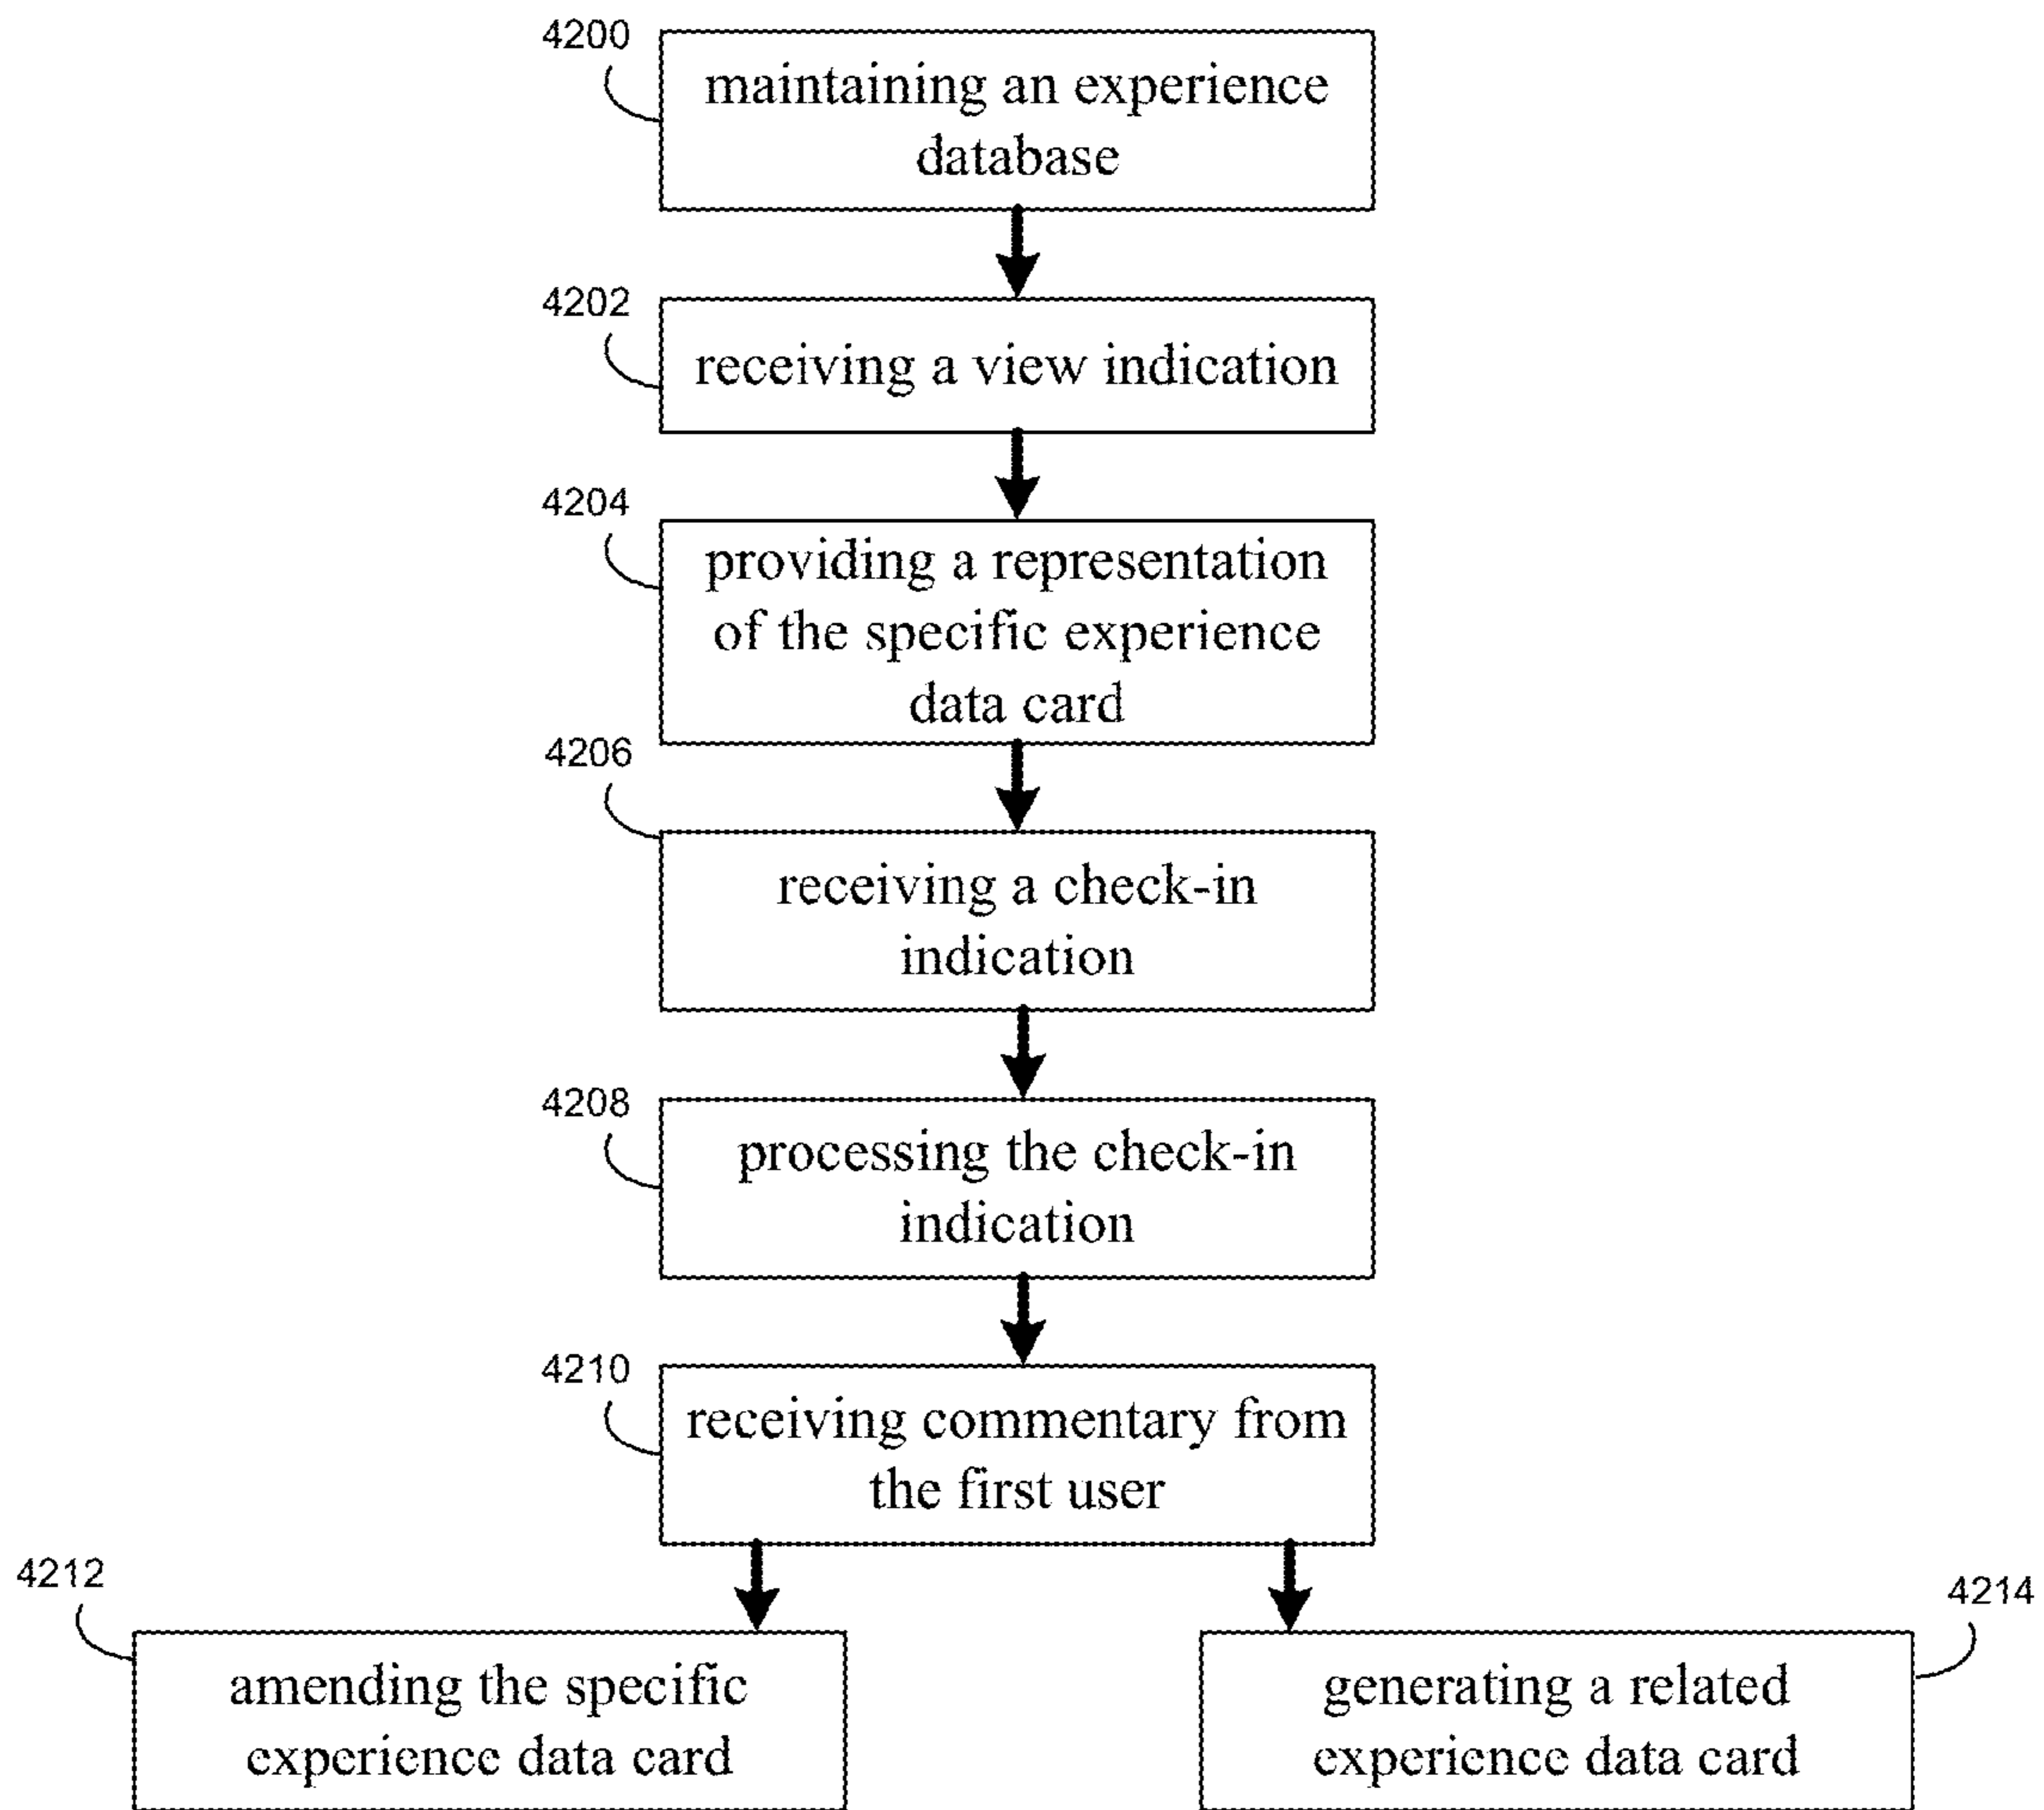 4200
maintaining an experience
database
4202
receiving a view indication
4204
providing a representation
of the specific experience
data card
4206
receiving a check-in
indication
4208
processing the check-in
indication
4210
receiving commentary from
the first user
4212
amending the specific
experience data card
4214
generating a related
experience data card